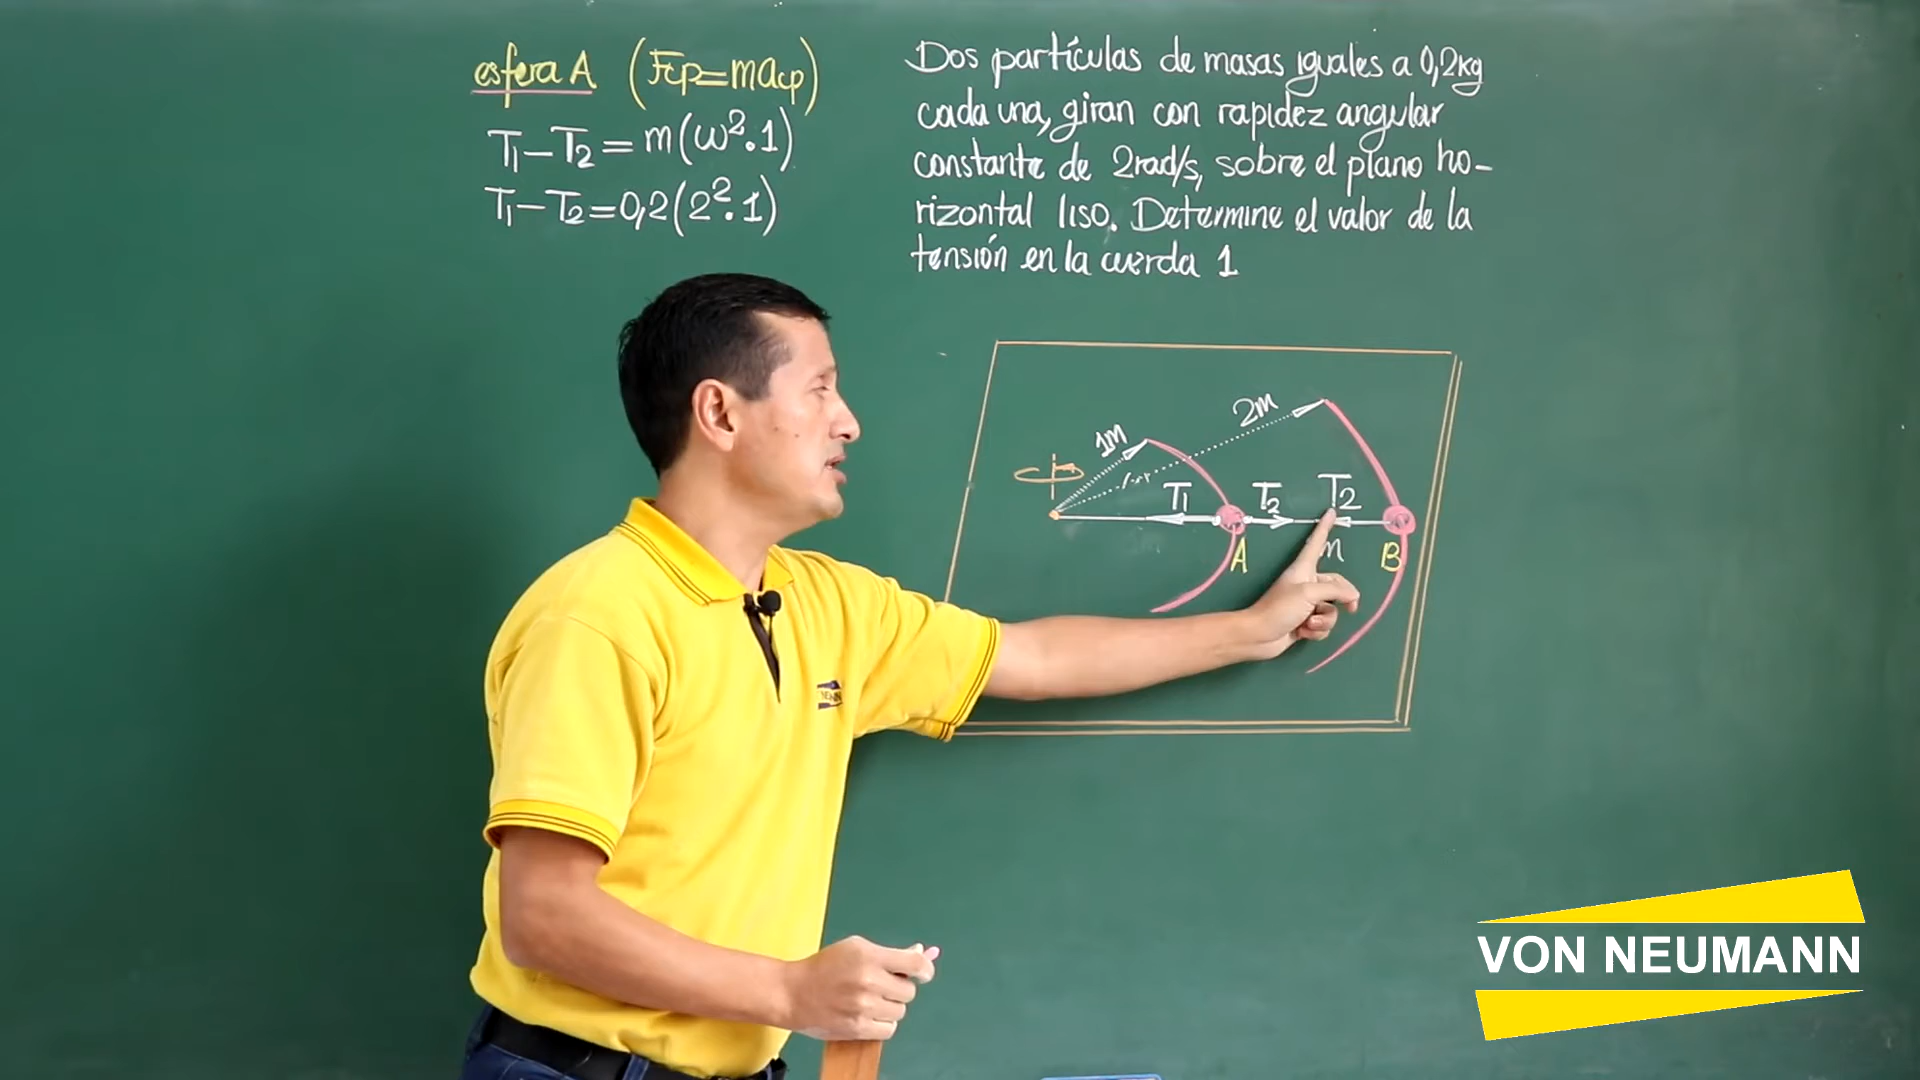 esfera A (Fcp=macp)
T1-T2=m(ω².1)
T1-T2=0,2(2².1)
Dos partículas de masas iguales a 0,2kg
cada una, giran con rapidez angular
constante de 2rad/s, sobre el plano ho-
rizontal liso. Determine el valor de la
tensión en la cuerda 1
2m
1m
T1 T2 T2
A m B
VON NEUMANN